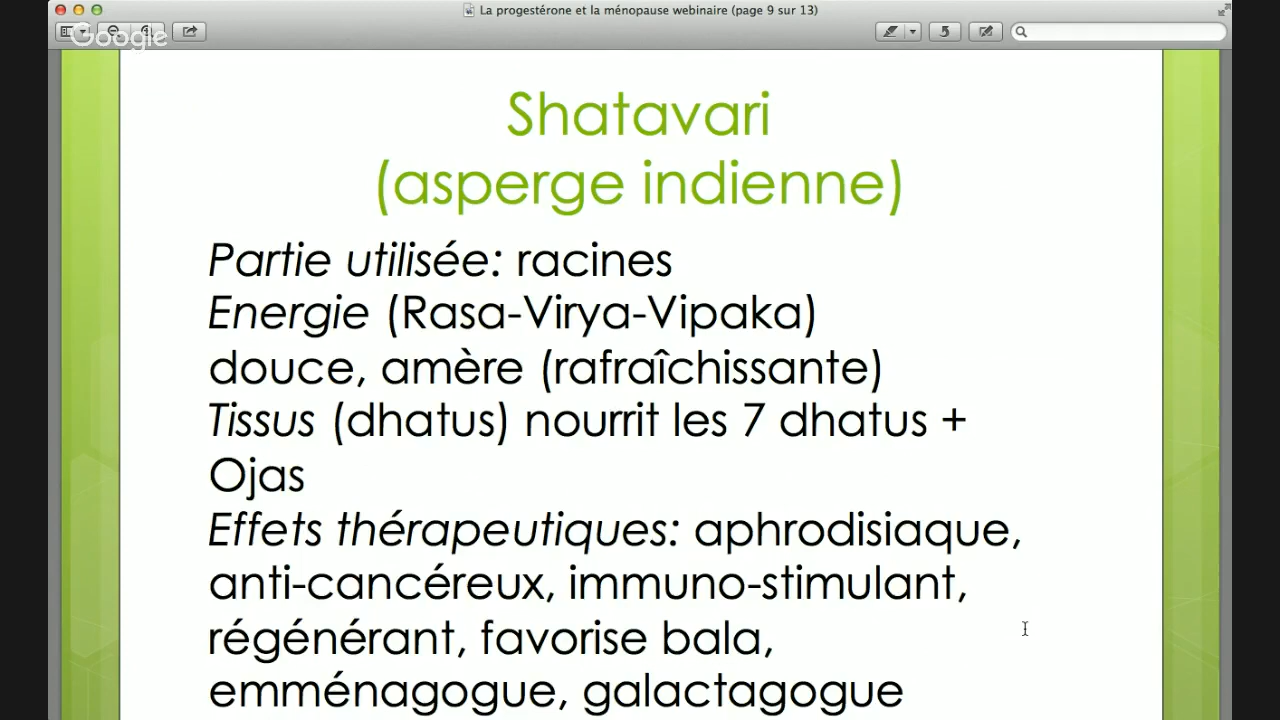 La progestérone et la ménopause webinaire (page 9 sur 13)
Google
Shatavari
(asperge indienne)
Partie utilisée: racines
Energie (Rasa-Virya-Vipaka)
douce, amère (rafraîchissante)
Tissus (dhatus) nourrit les 7 dhatus +
Ojas
Effets thérapeutiques: aphrodisiaque,
anti-cancéreux, immuno-stimulant,
régénérant, favorise bala,
emménagogue, galactagogue